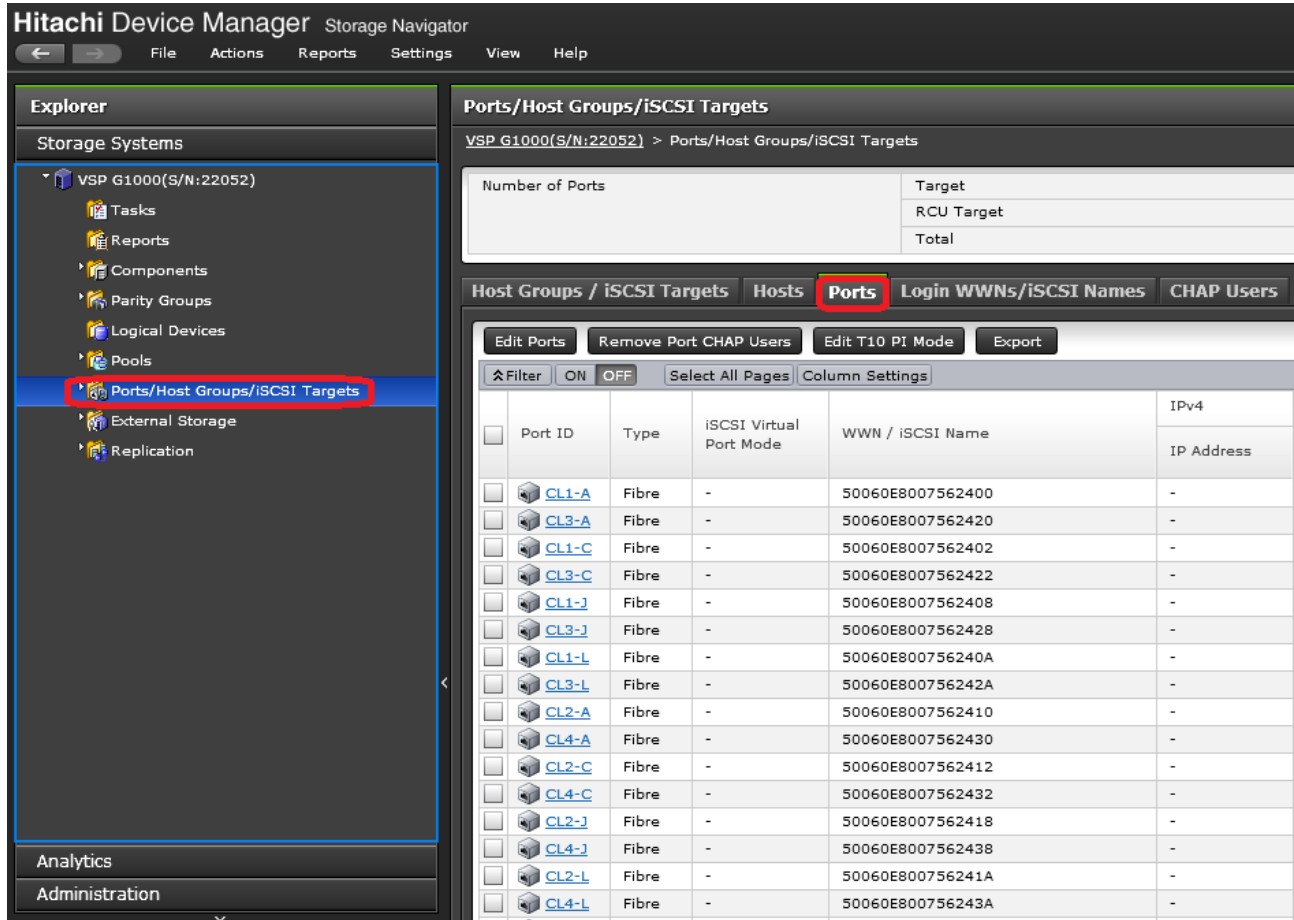 Hitachi Device Manager Storage Navigator
File Actions Reports Settings View Help
Explorer
Storage Systems
VSP G1000(S/N:22052)
Tasks
Reports
Components
Parity Groups
Logical Devices
Pools
Ports/Host Groups/iSCSI Targets
External Storage
Replication
Analytics
Administration
Ports/Host Groups/iSCSI Targets
VSP G1000(S/N:22052) > Ports/Host Groups/iSCSI Targets
Number of Ports Target
RCU Target
Total
Host Groups / iSCSI Targets Hosts Ports Login WWNs/iSCSI Names CHAP Users
Edit Ports Remove Port CHAP Users Edit T10 PI Mode Export
Filter ON OFF Select All Pages Column Settings
Port ID Type iSCSI Virtual Port Mode WWN / iSCSI Name IPv4
IP Address
CL1-A Fibre - 50060E8007562400 -
CL3-A Fibre - 50060E8007562420 -
CL1-C Fibre - 50060E8007562402 -
CL3-C Fibre - 50060E8007562422 -
CL1-J Fibre - 50060E8007562408 -
CL3-J Fibre - 50060E8007562428 -
CL1-L Fibre - 50060E800756240A -
CL3-L Fibre - 50060E800756242A -
CL2-A Fibre - 50060E8007562410 -
CL4-A Fibre - 50060E8007562430 -
CL2-C Fibre - 50060E8007562412 -
CL4-C Fibre - 50060E8007562432 -
CL2-J Fibre - 50060E8007562418 -
CL4-J Fibre - 50060E8007562438 -
CL2-L Fibre - 50060E800756241A -
CL4-L Fibre - 50060E800756243A -